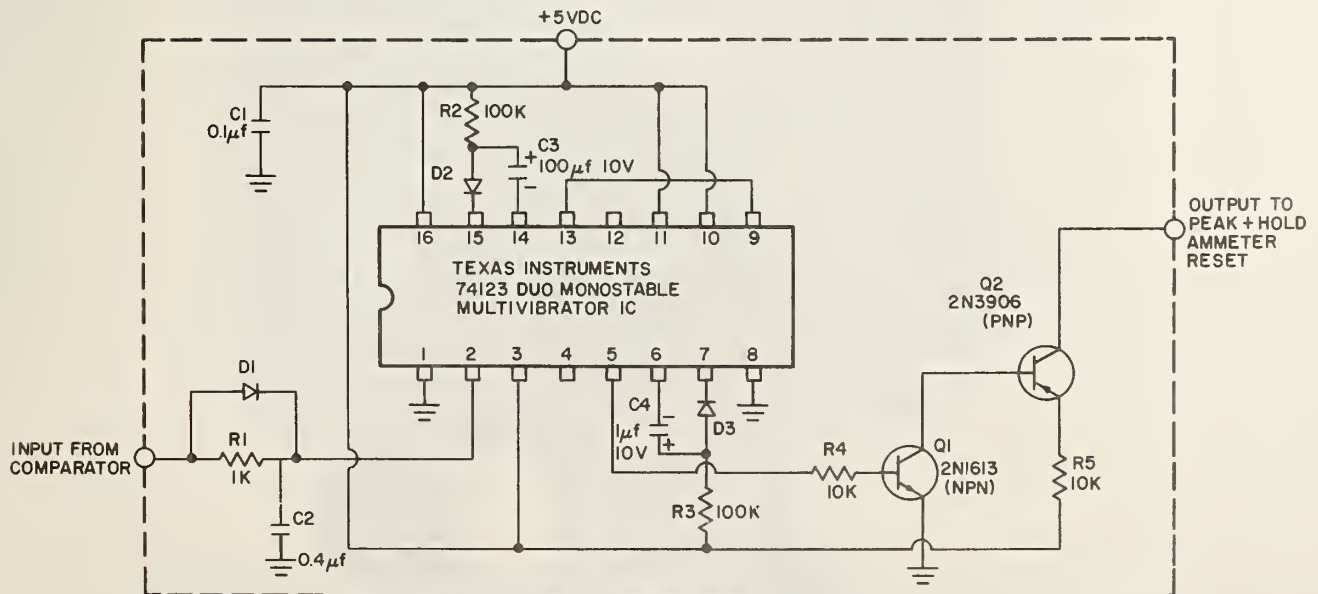 +5VDC
C1
0.1µf
R2
100K
D2
+
C3
100µf 10V
-
16
15
14
13
12
11
10
9
TEXAS INSTRUMENTS
74123 DUO MONOSTABLE
MULTIVIBRATOR IC
1
2
3
4
5
6
7
8
OUTPUT TO
PEAK + HOLD
AMMETER
RESET
Q2
2N3906
(PNP)
D1
R1
1K
INPUT FROM
COMPARATOR
C2
0.4µf
C4
-
1µf
10V
+
D3
R3
100K
R4
10K
Q1
2N1613
(NPN)
R5
10K